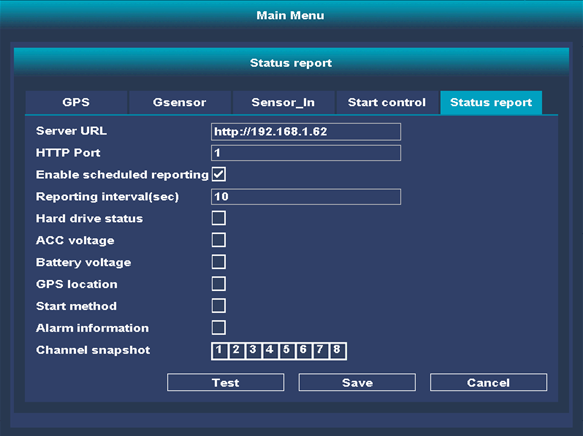 Main Menu
Status report
GPS Gsensor Sensor_In Start control Status report
Server URL http://192.168.1.62
HTTP Port 1
Enable scheduled reporting
Reporting interval(sec) 10
Hard drive status
ACC voltage
Battery voltage
GPS location
Start method
Alarm information
Channel snapshot 1 2 3 4 5 6 7 8
Test Save Cancel